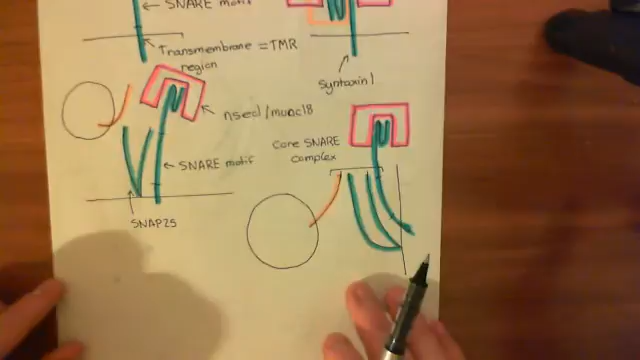 SNARE motif
Transmembrane = TMR
region
Syntaxin 1
nsec1/munc18
Core SNARE
complex
SNARE motif
SNAP25